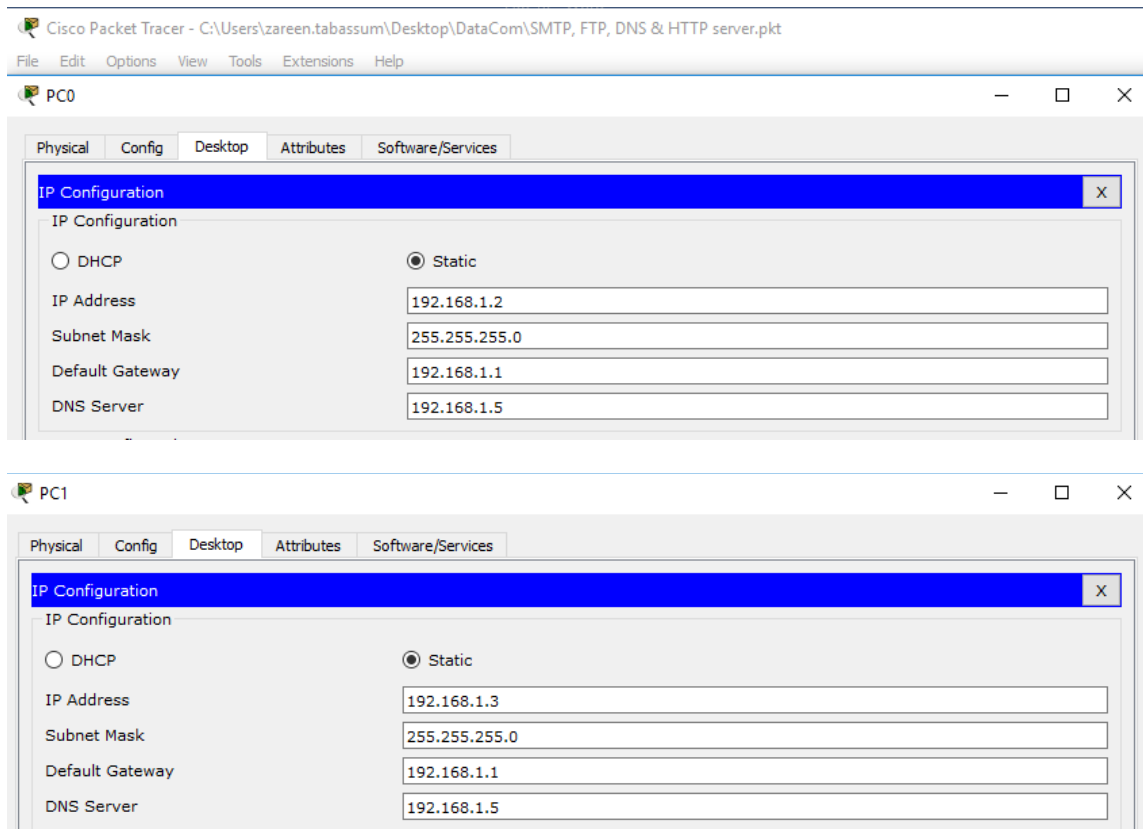 Cisco Packet Tracer - C:\Users\zareen.tabassum\Desktop\DataCom\SMTP, FTP, DNS & HTTP server.pkt
File Edit Options View Tools Extensions Help
PC0
Physical Config Desktop Attributes Software/Services
IP Configuration X
IP Configuration
DHCP Static
IP Address 192.168.1.2
Subnet Mask 255.255.255.0
Default Gateway 192.168.1.1
DNS Server 192.168.1.5
PC1
Physical Config Desktop Attributes Software/Services
IP Configuration X
IP Configuration
DHCP Static
IP Address 192.168.1.3
Subnet Mask 255.255.255.0
Default Gateway 192.168.1.1
DNS Server 192.168.1.5